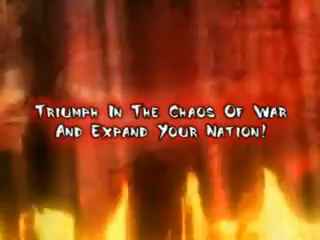 Triumph In The Chaos Of War
And Expand Your Nation!